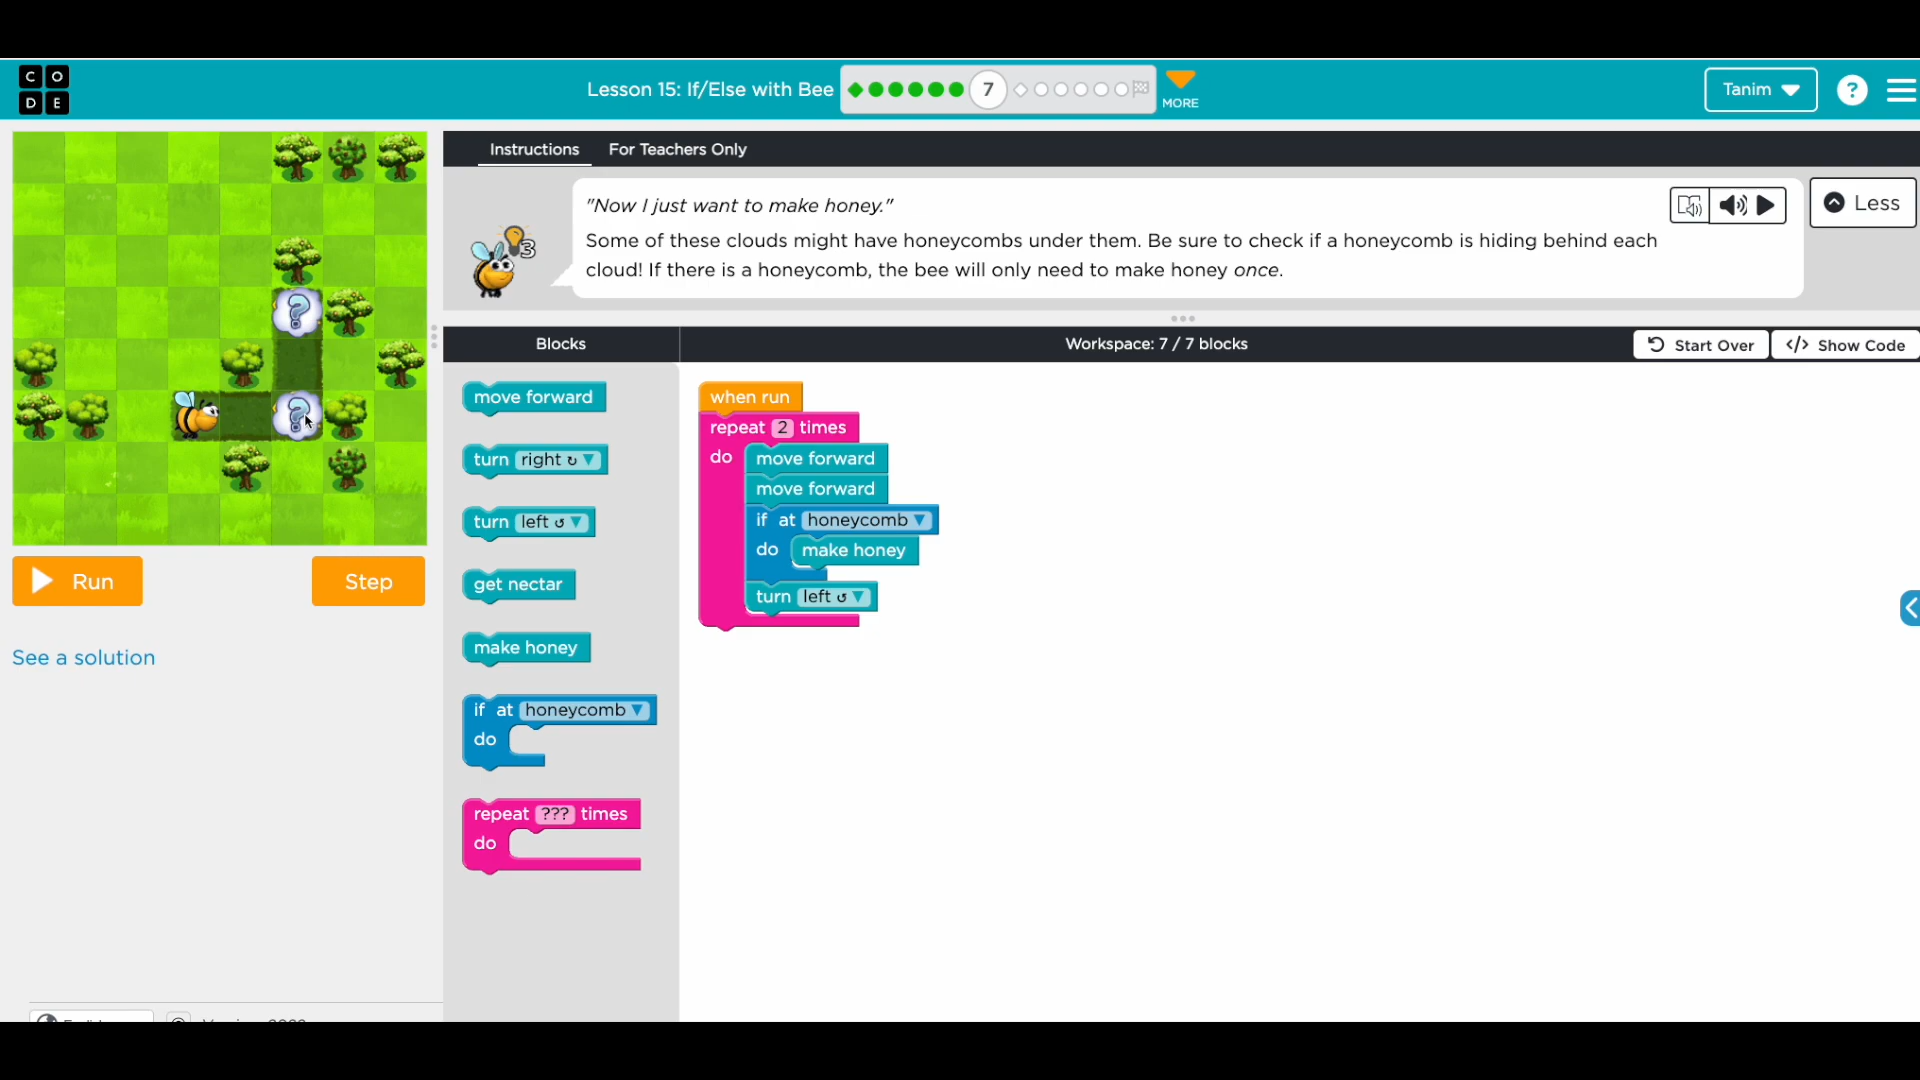 CODE
Lesson 15: If/Else with Bee
7
MORE
Tanim
?
Instructions
For Teachers Only
"Now I just want to make honey."
Some of these clouds might have honeycombs under them. Be sure to check if a honeycomb is hiding behind each
cloud! If there is a honeycomb, the bee will only need to make honey once.
3
Less
?
?
Blocks
Workspace: 7 / 7 blocks
Start Over
</> Show Code
move forward
turn right ↻
turn left ↺
get nectar
make honey
if at honeycomb
do
repeat ??? times
do
when run
repeat 2 times
do
move forward
move forward
if at honeycomb
do make honey
turn left ↺
Run
Step
See a solution